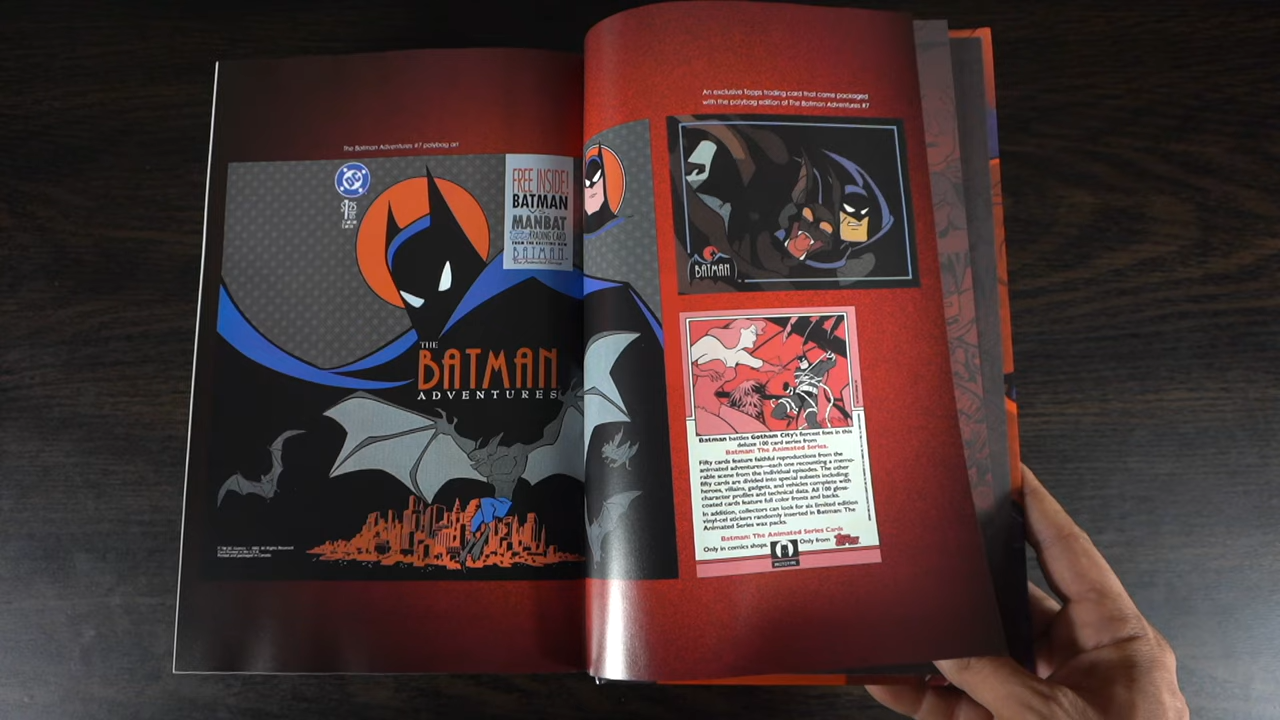 The Batman Adventures #7 polybag art
DC
$1.25
FREE INSIDE!
BATMAN
VS.
MANBAT
TRADING CARD
FROM THE EXCITING NEW
BATMAN
The Animated Series
THE
BATMAN
ADVENTURES
An exclusive Topps trading card that came packaged
with the polybag edition of The Batman Adventures #7
BATMAN
Batman battles Gotham City's fiercest foes in this
deluxe 100 card series from
Batman: The Animated Series.
Fifty cards feature faithful reproductions from the
animated adventures—each one recounting a memo-
rable scene from the individual episodes. The other
fifty cards are divided into special subsets including:
heroes, villains, gadgets, and vehicles complete with
character profiles and technical data. All 100 gloss-
coated cards feature full color fronts and backs.
In addition, collectors can look for six limited edition
vinyl-cel stickers randomly inserted in Batman: The
Animated Series wax packs.
Batman: The Animated Series Cards
Only in comics shops.
Only from Topps
PROTOTYPE